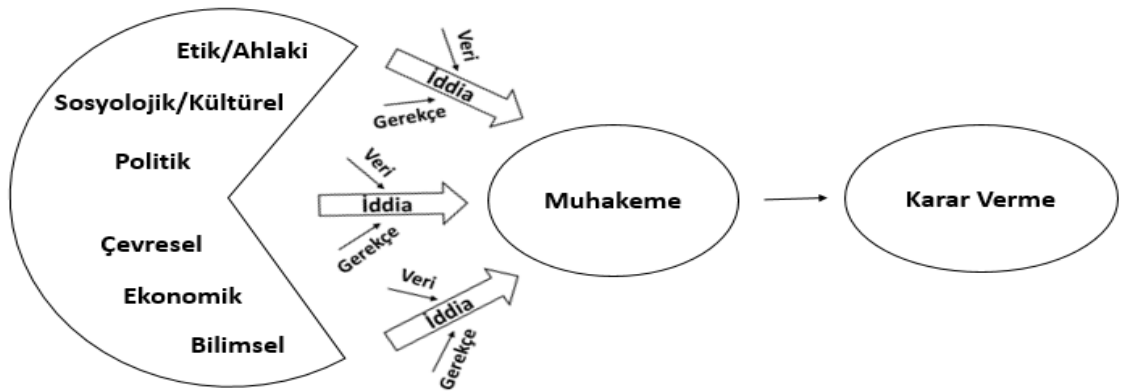 Etik/Ahlaki
Sosyolojik/Kültürel
Politik
Çevresel
Ekonomik
Bilimsel
Veri
İddia
Gerekçe
Veri
İddia
Gerekçe
Veri
İddia
Gerekçe
Muhakeme
Karar Verme